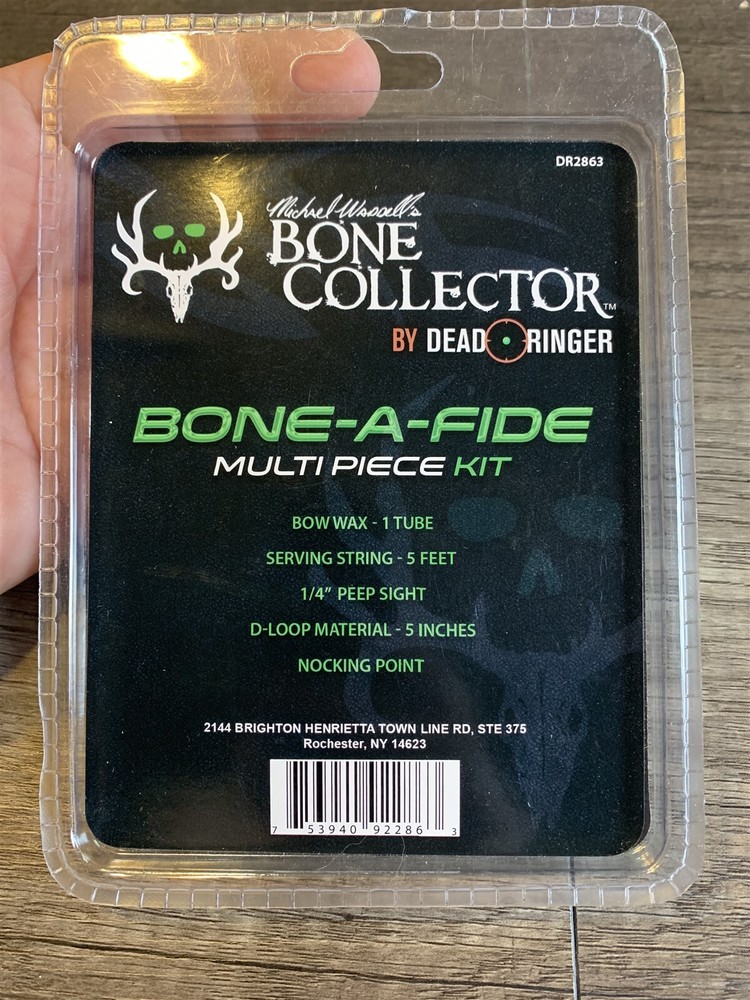 DR2863
Michael Waddell's
BONE
COLLECTOR™
BY DEAD RINGER
BONE-A-FIDE
MULTI PIECE KIT
BOW WAX - 1 TUBE
SERVING STRING - 5 FEET
1/4” PEEP SIGHT
D-LOOP MATERIAL - 5 INCHES
NOCKING POINT
2144 BRIGHTON HENRIETTA TOWN LINE RD, STE 375
Rochester, NY 14623
7 53940 92286 3